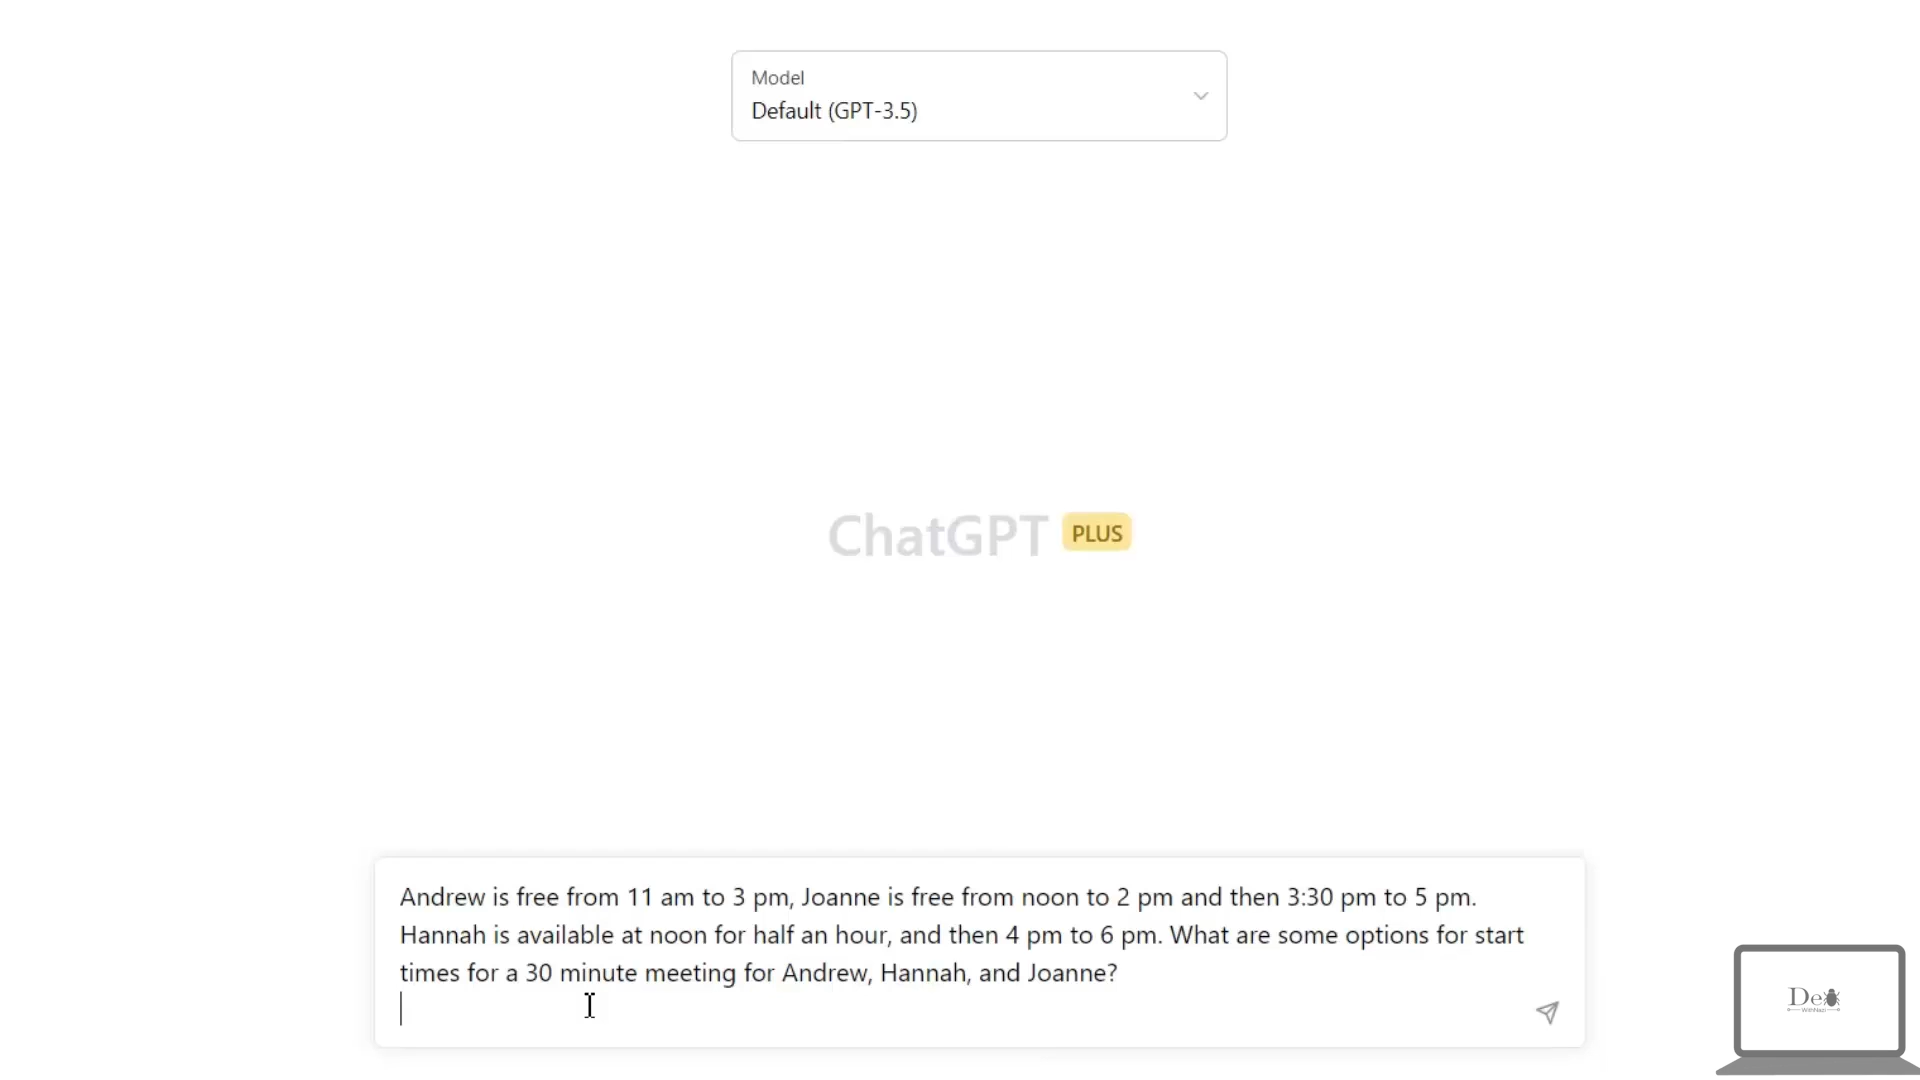 Model
Default (GPT-3.5)
ChatGPT PLUS
Andrew is free from 11 am to 3 pm, Joanne is free from noon to 2 pm and then 3:30 pm to 5 pm.
Hannah is available at noon for half an hour, and then 4 pm to 6 pm. What are some options for start
times for a 30 minute meeting for Andrew, Hannah, and Joanne?
De